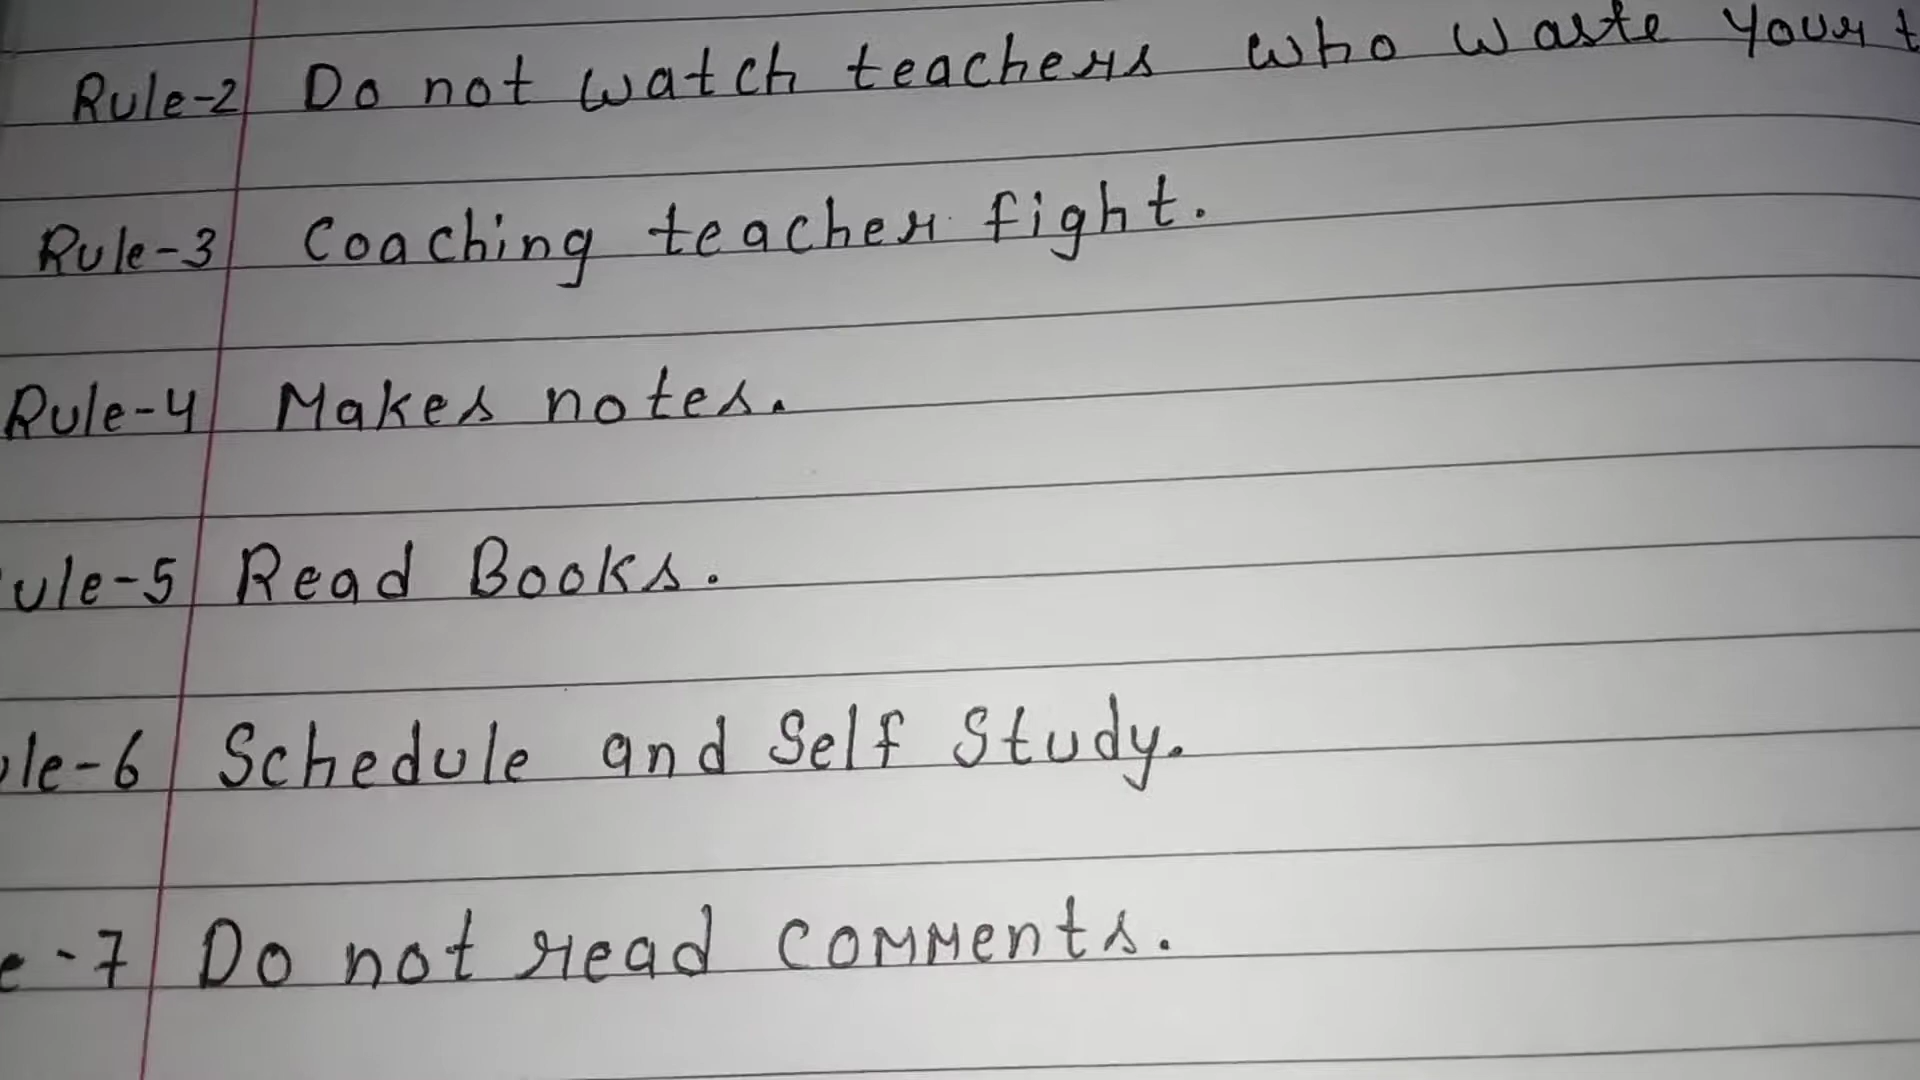 Rule-2 Do not watch teachers who waste your t
Rule-3 Coaching teacher fight.
Rule-4 Makes notes.
ule-5 Read Books.
le-6 Schedule and Self Study.
e-7 Do not read comments.